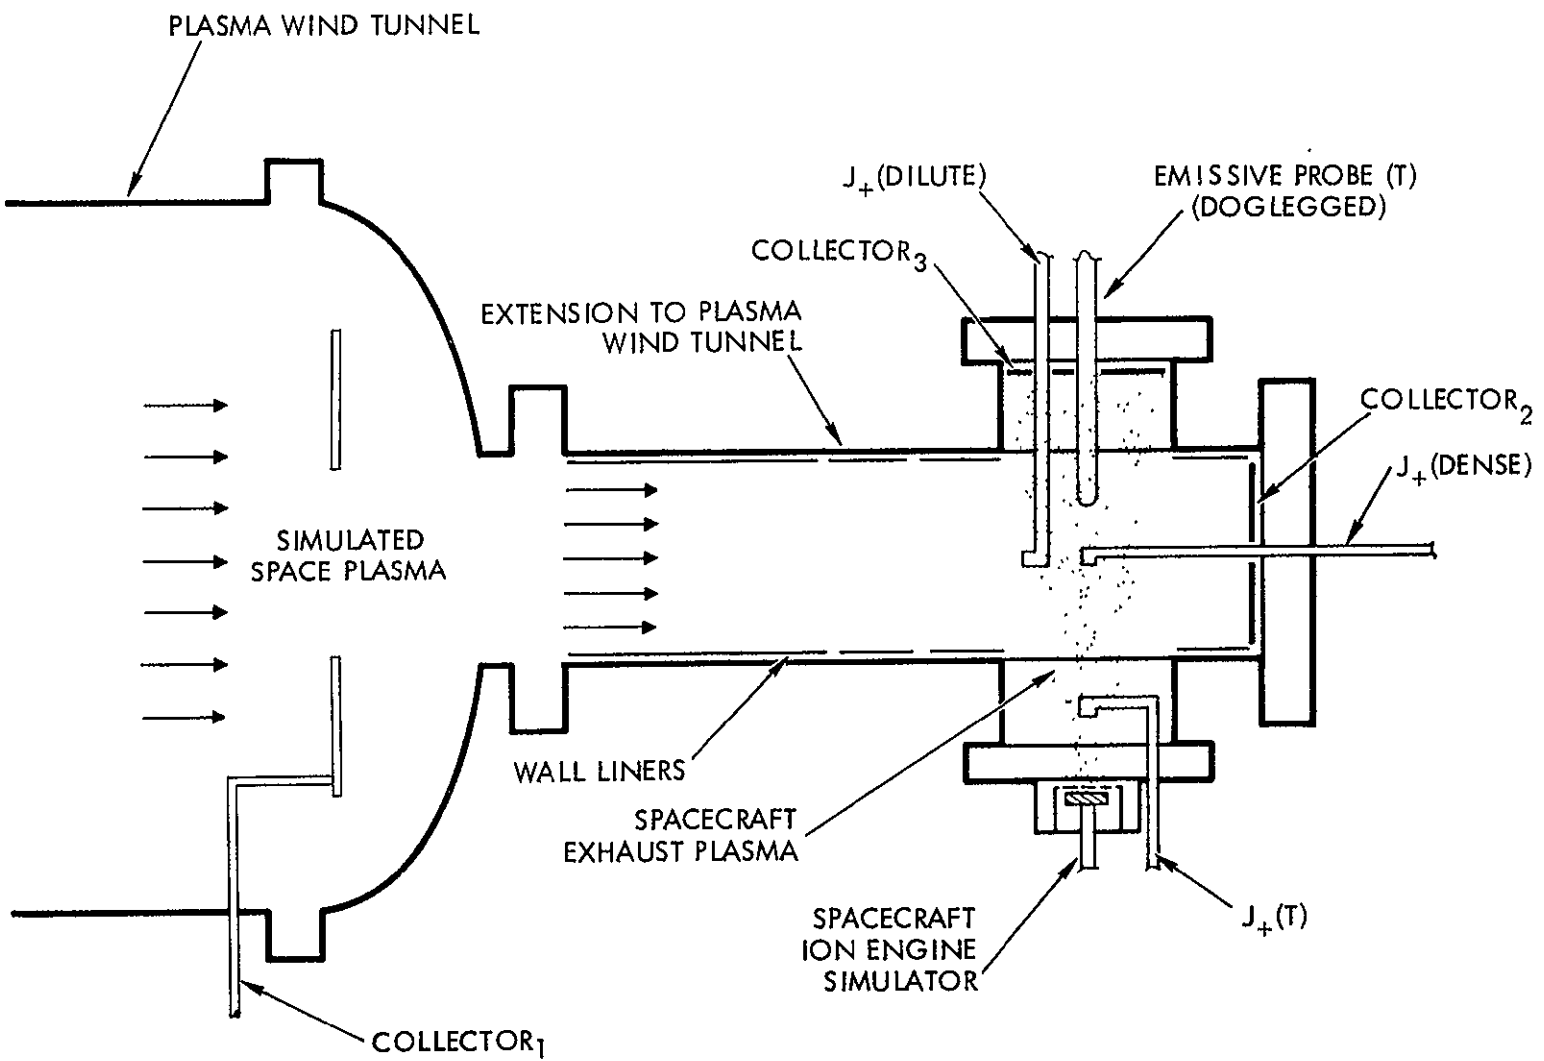 PLASMA WIND TUNNEL
J+(DILUTE)
EMISSIVE PROBE (T)
(DOGLEGGED)
COLLECTOR3
EXTENSION TO PLASMA
WIND TUNNEL
COLLECTOR2
J+(DENSE)
SIMULATED
SPACE PLASMA
WALL LINERS
SPACECRAFT
EXHAUST PLASMA
SPACECRAFT
ION ENGINE
SIMULATOR
J+(T)
COLLECTOR1